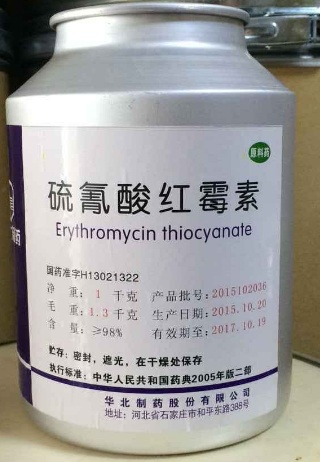 原料药
硫氰酸红霉素
Erythromycin thiocyanate
国药准字H13021322
净 重: 1 千克 产品批号:2015102036
毛 重:1.3千克 生产日期:2015.10.20
含 量: ≥98% 有效期至:2017.10.19
贮存: 密封, 遮光, 在干燥处保存
执行标准: 中华人民共和国药典2005年版二部
华北制药股份有限公司
地址: 河北省石家庄市和平东路388号